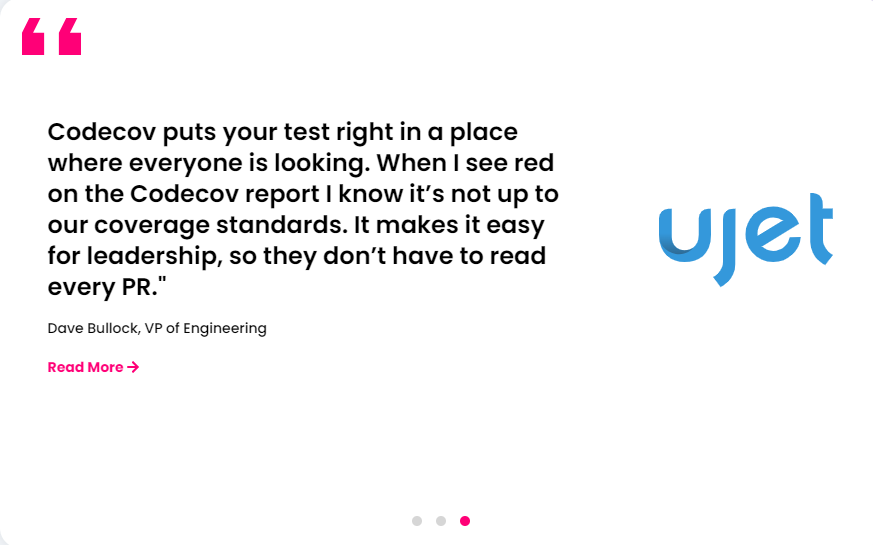 Codecov puts your test right in a place
where everyone is looking. When I see red
on the Codecov report I know it’s not up to
our coverage standards. It makes it easy
for leadership, so they don’t have to read
every PR."
Dave Bullock, VP of Engineering
Read More →
ujet